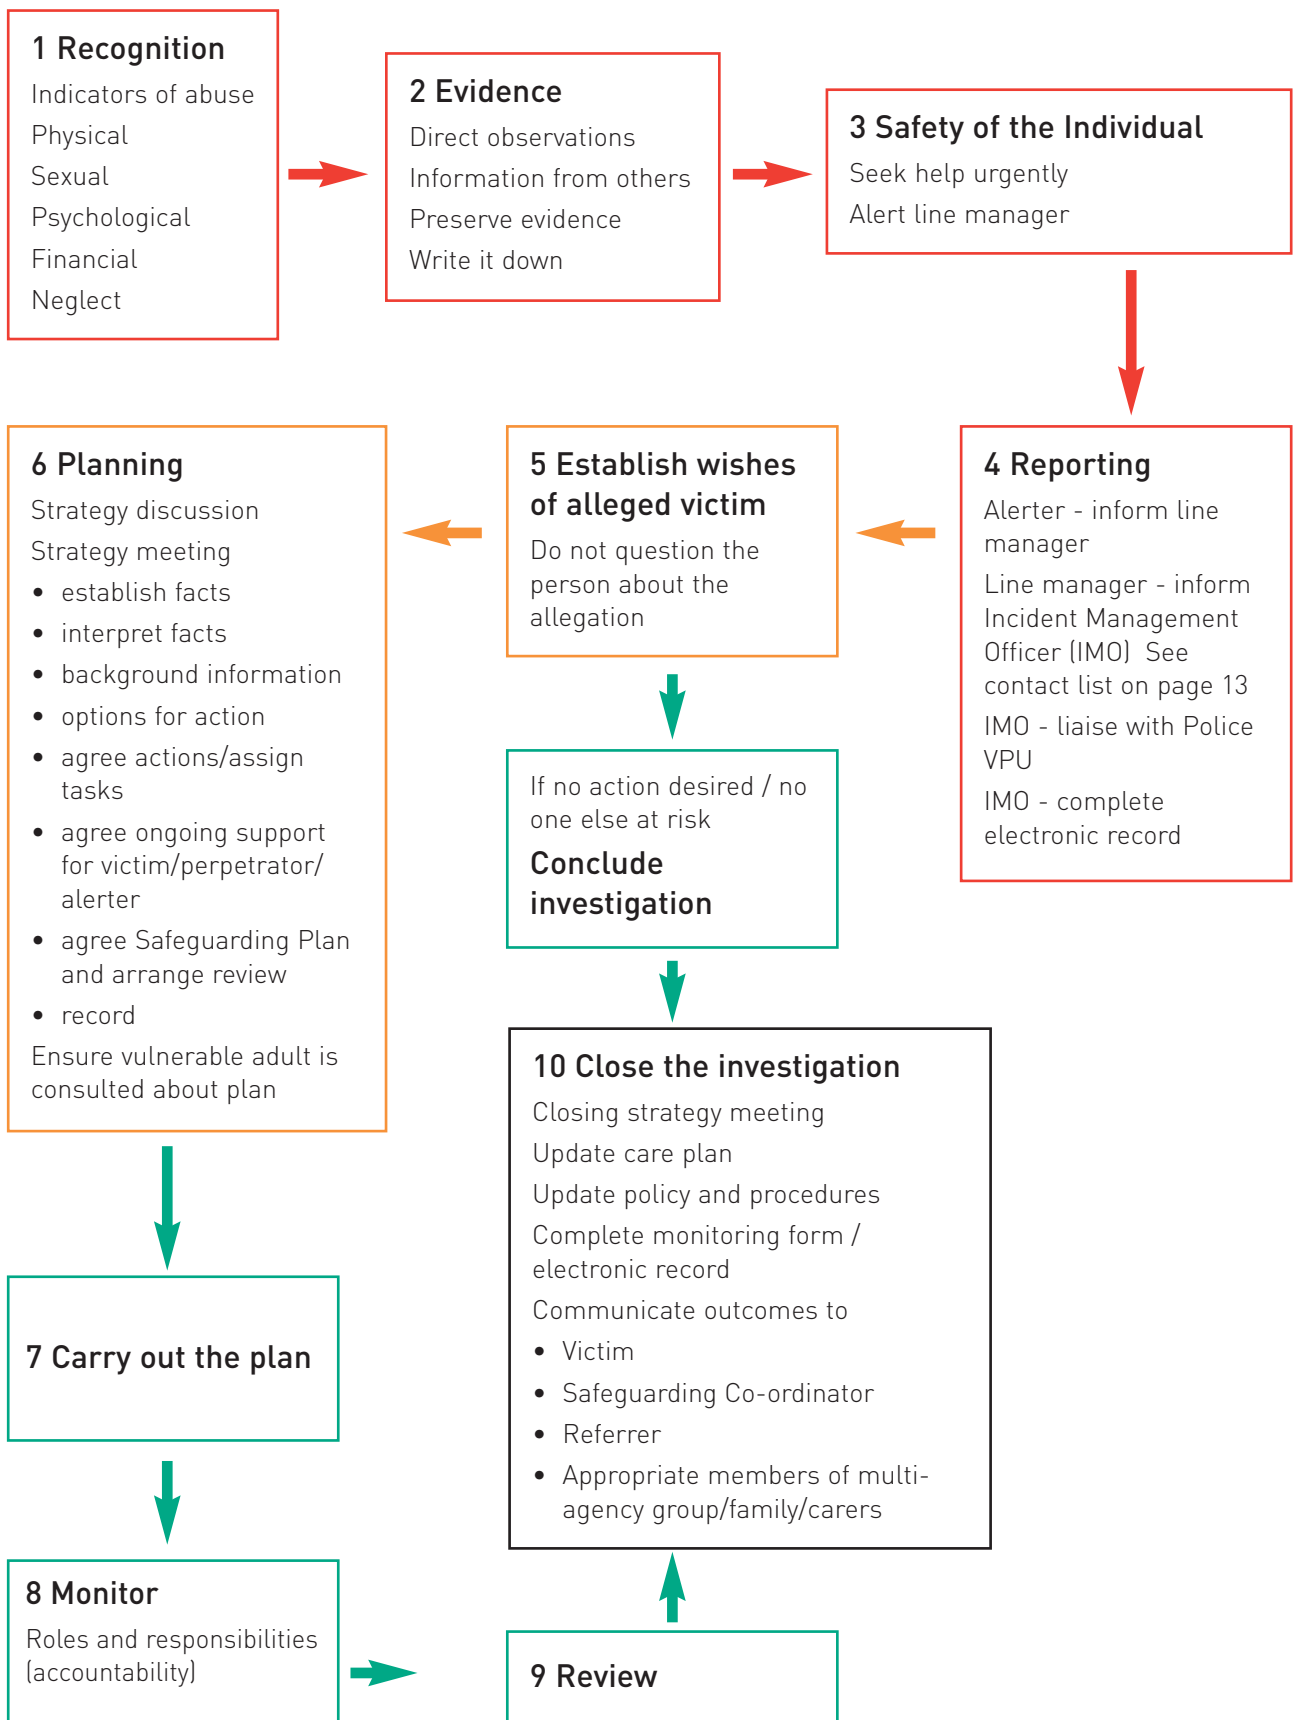 1 Recognition
Indicators of abuse
Physical
Sexual
Psychological
Financial
Neglect
2 Evidence
Direct observations
Information from others
Preserve evidence
Write it down
3 Safety of the Individual
Seek help urgently
Alert line manager
4 Reporting
Alerter - inform line
manager
Line manager - inform
Incident Management
Officer (IMO)  See
contact list on page 13
IMO - liaise with Police
VPU
IMO - complete
electronic record
5 Establish wishes
of alleged victim
Do not question the
person about the
allegation
6 Planning
Strategy discussion
Strategy meeting
• establish facts
• interpret facts
• background information
• options for action
• agree actions/assign
tasks
• agree ongoing support
for victim/perpetrator/
alerter
• agree Safeguarding Plan
and arrange review
• record
Ensure vulnerable adult is
consulted about plan
If no action desired / no
one else at risk
Conclude
investigation
7 Carry out the plan
8 Monitor
Roles and responsibilities
(accountability)
9 Review
10 Close the investigation
Closing strategy meeting
Update care plan
Update policy and procedures
Complete monitoring form /
electronic record
Communicate outcomes to
• Victim
• Safeguarding Co-ordinator
• Referrer
• Appropriate members of multi-
agency group/family/carers